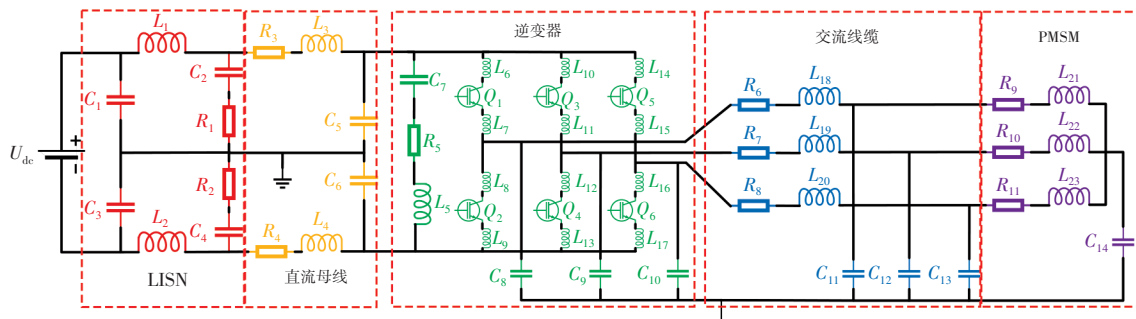 逆变器
交流线缆
PMSM
L1
R3
L3
C2
C1
R1
Udc
+
R2
C3
L2
C4
R4
L4
LISN
直流母线
C5
C6
C7
R5
L5
L6
L10
L14
Q1
Q3
Q5
L7
L11
L15
L8
L12
L16
Q2
Q4
Q6
L9
L13
L17
C8
C9
C10
R6
L18
R7
L19
R8
L20
C11
C12
C13
R9
L21
R10
L22
R11
L23
C14